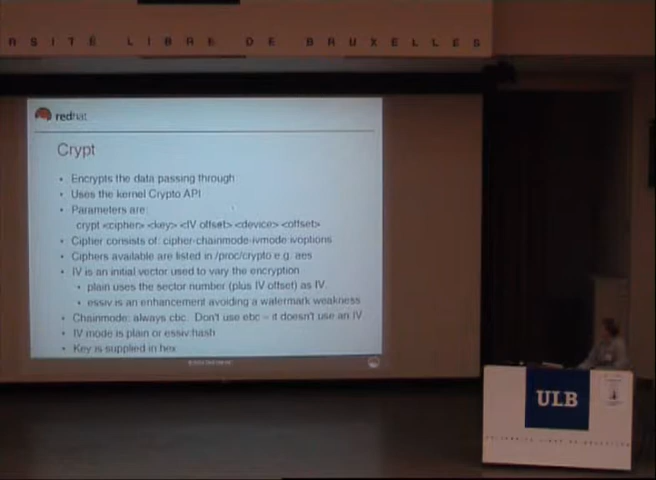 RSITÉ LIBRE DE BRUXELLES
redhat
Crypt
• Encrypts the data passing through
• Uses the kernel Crypto API
• Parameters are:
crypt <cipher> <key> <IV offset> <device> <offset>
• Cipher consists of: cipher-chainmode-ivmode:ivoptions
• Ciphers available are listed in /proc/crypto e.g. aes
• IV is an initial vector used to vary the encryption
• plain uses the sector number (plus IV offset) as IV.
• essiv is an enhancement avoiding a watermark weakness
• Chainmode: always cbc. Don't use ebc – it doesn't use an IV.
• IV mode is plain or essiv:hash
• Key is supplied in hex
ULB